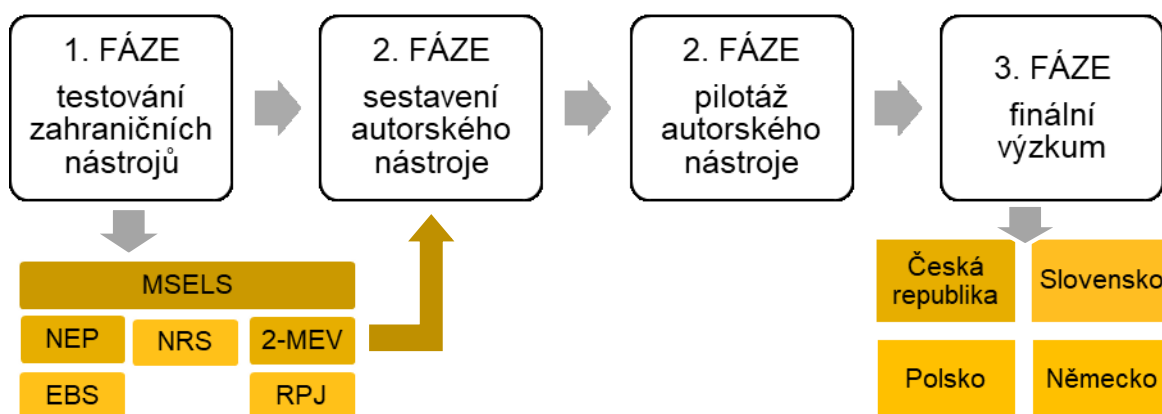 1. FÁZE
testování
zahraničních
nástrojů
2. FÁZE
sestavení
autorského
nástroje
2. FÁZE
pilotáž
autorského
nástroje
3. FÁZE
finální
výzkum
MSELS
NEP
NRS
2-MEV
EBS
RPJ
Česká
republika
Slovensko
Polsko
Německo